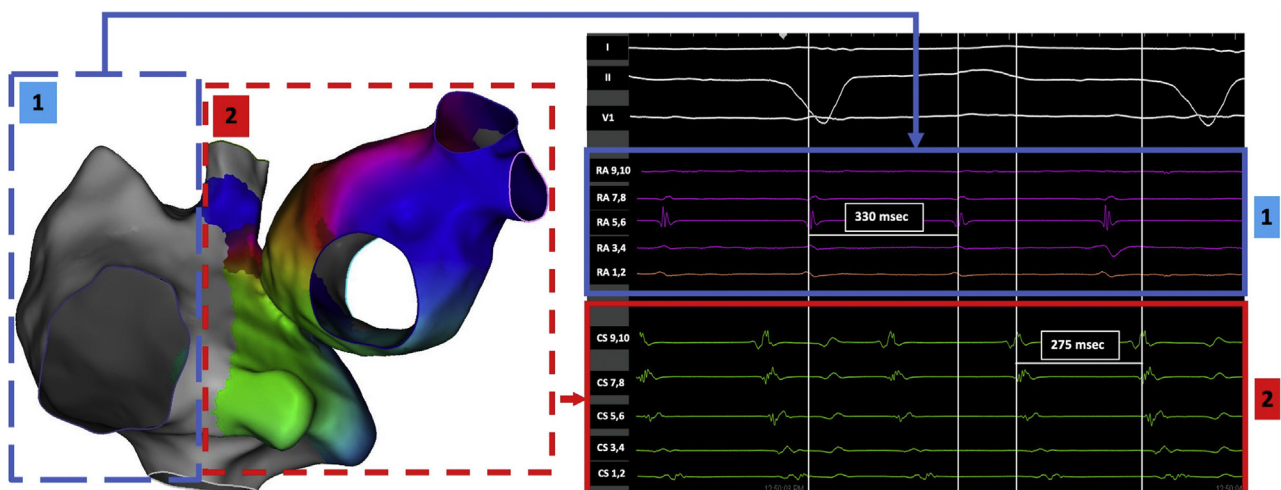 1
2
I
II
V1
RA 9,10
RA 7,8
RA 5,6
330 msec
RA 3,4
RA 1,2
1
CS 9,10
275 msec
CS 7,8
CS 5,6
CS 3,4
CS 1,2
2